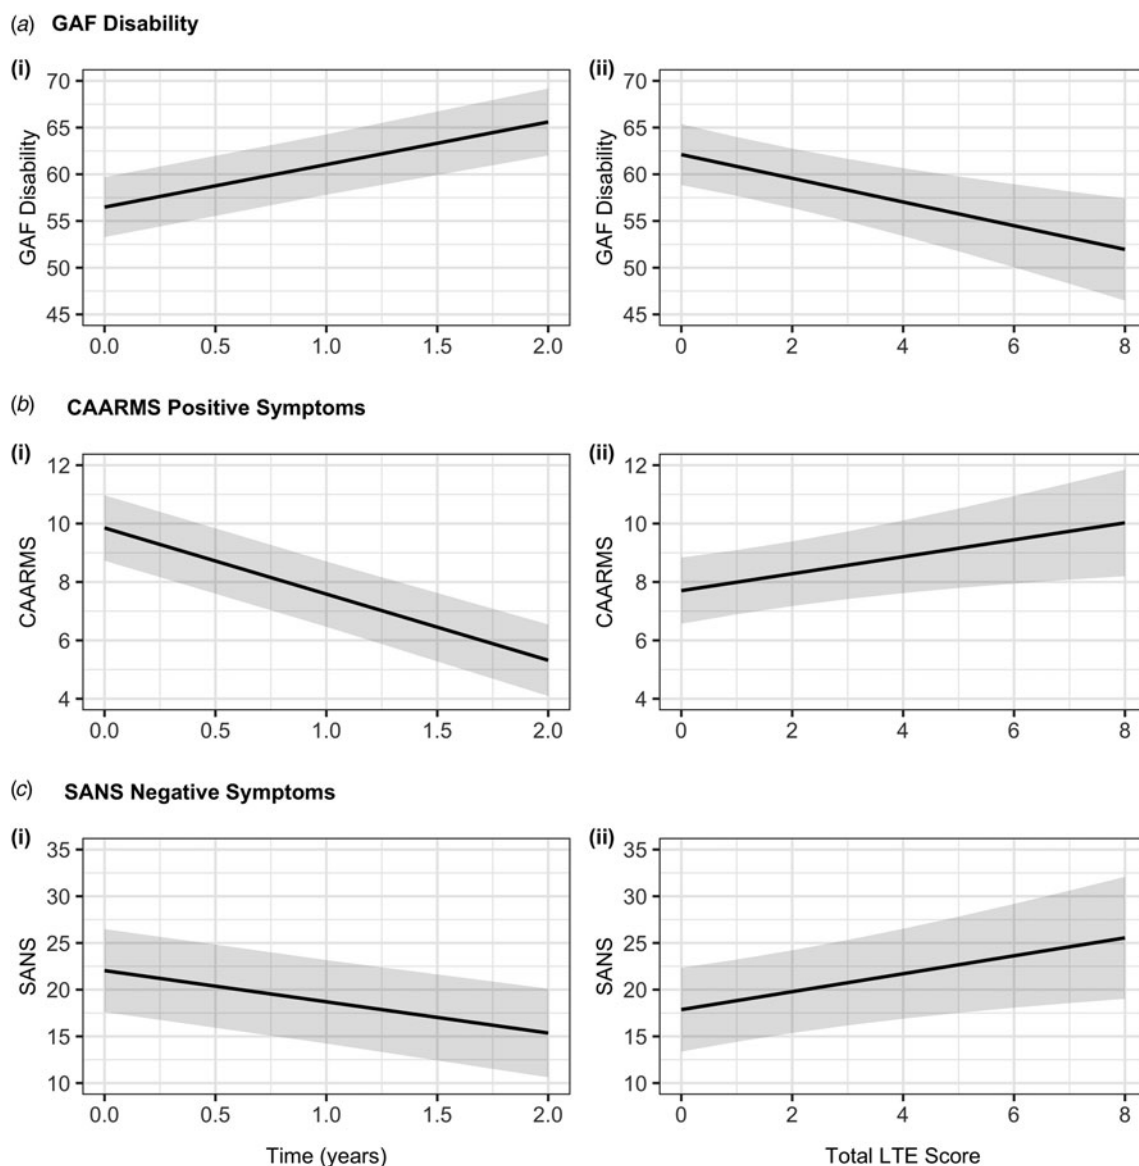 (a) GAF Disability
(i)
(ii)
70
65
60
55
50
45
GAF Disability
0.0 0.5 1.0 1.5 2.0
70
65
60
55
50
45
GAF Disability
0 2 4 6 8
(b) CAARMS Positive Symptoms
(i)
(ii)
12
10
8
6
4
CAARMS
0.0 0.5 1.0 1.5 2.0
12
10
8
6
4
CAARMS
0 2 4 6 8
(c) SANS Negative Symptoms
(i)
(ii)
35
30
25
20
15
10
SANS
0.0 0.5 1.0 1.5 2.0
Time (years)
35
30
25
20
15
10
SANS
0 2 4 6 8
Total LTE Score